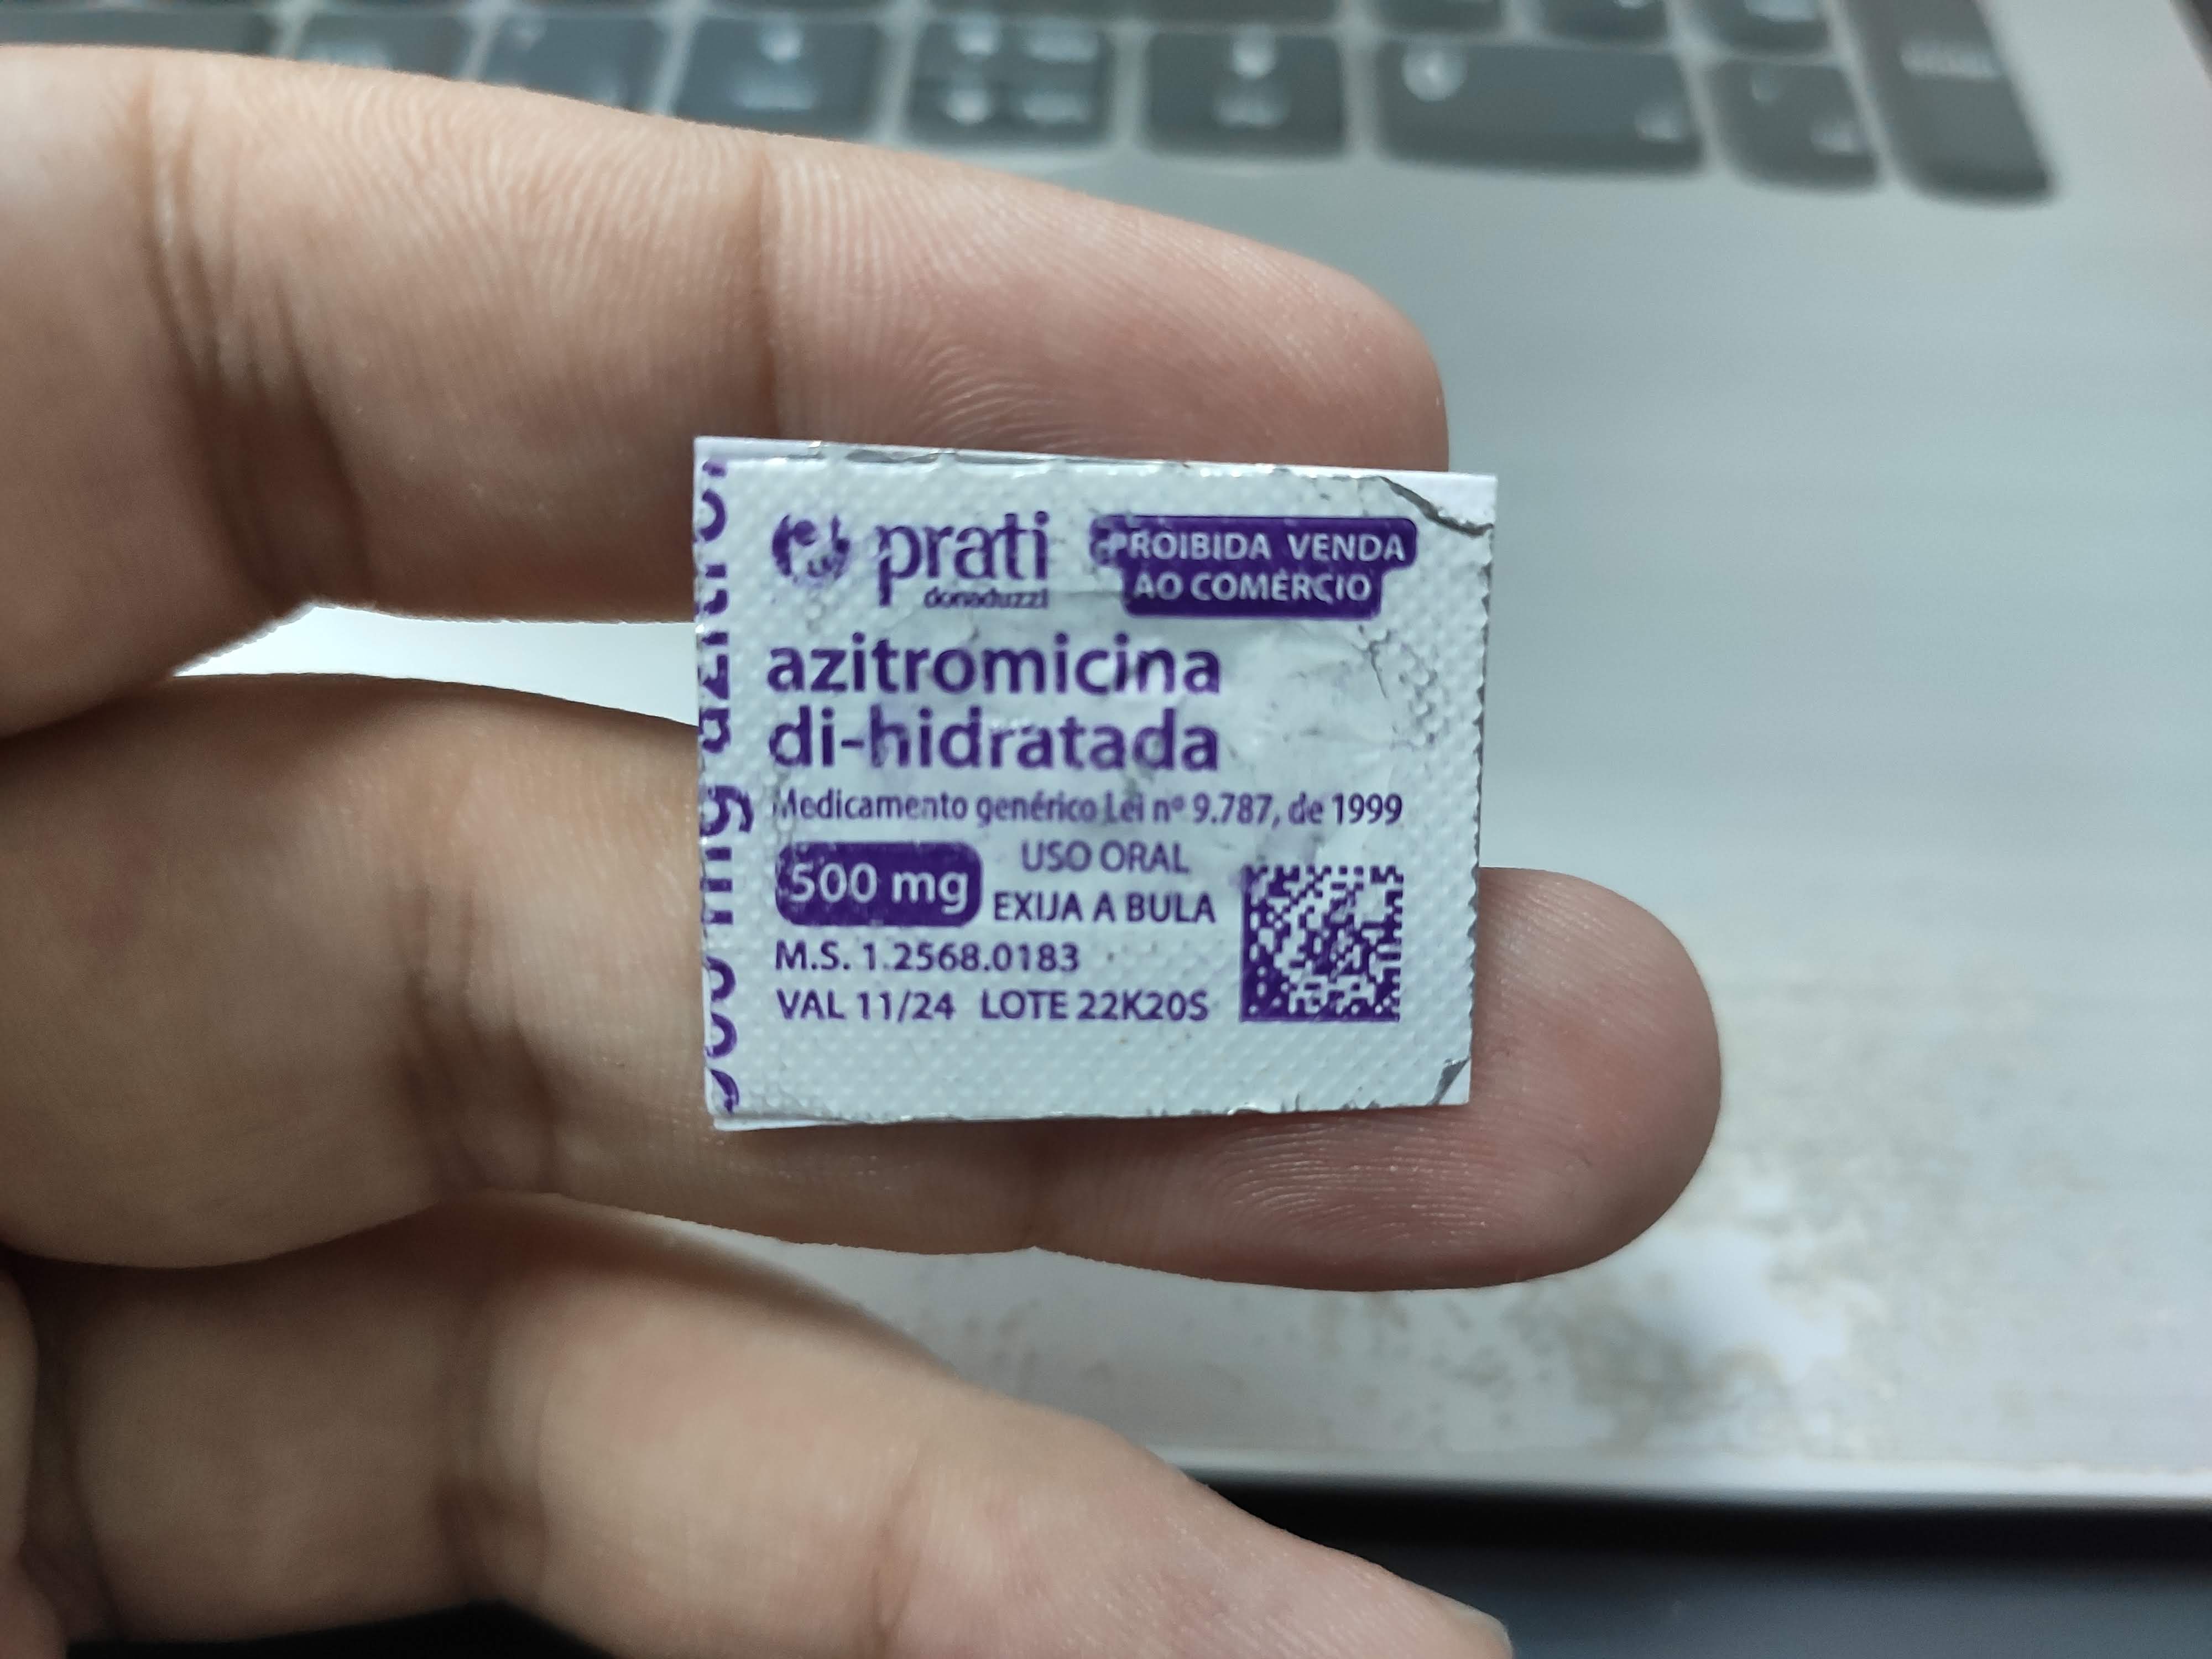 prati
donaduzzi
PROIBIDA VENDA
AO COMÉRCIO
azitromicina
di-hidratada
Medicamento genérico Lei nº 9.787, de 1999
500 mg
USO ORAL
EXIJA A BULA
M.S. 1.2568.0183
VAL 11/24 LOTE 22K20S